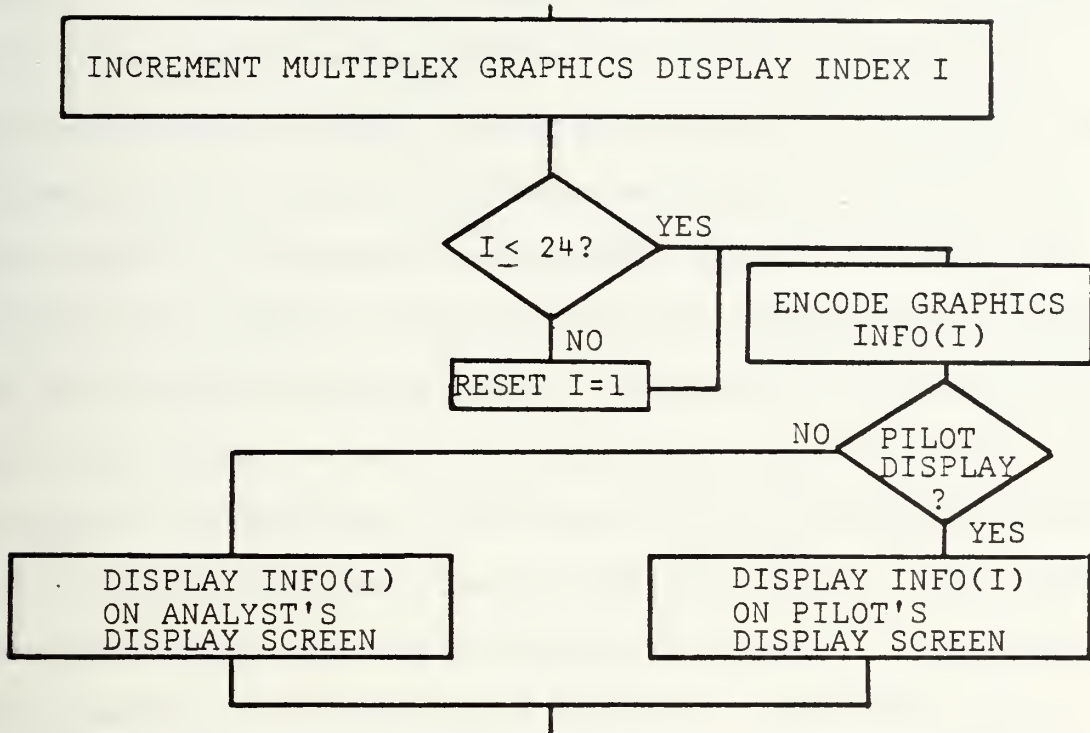 INCREMENT MULTIPLEX GRAPHICS DISPLAY INDEX I
I ≤ 24?
YES
NO
RESET I=1
ENCODE GRAPHICS
INFO(I)
PILOT
DISPLAY
?
NO
YES
DISPLAY INFO(I)
ON ANALYST'S
DISPLAY SCREEN
DISPLAY INFO(I)
ON PILOT'S
DISPLAY SCREEN